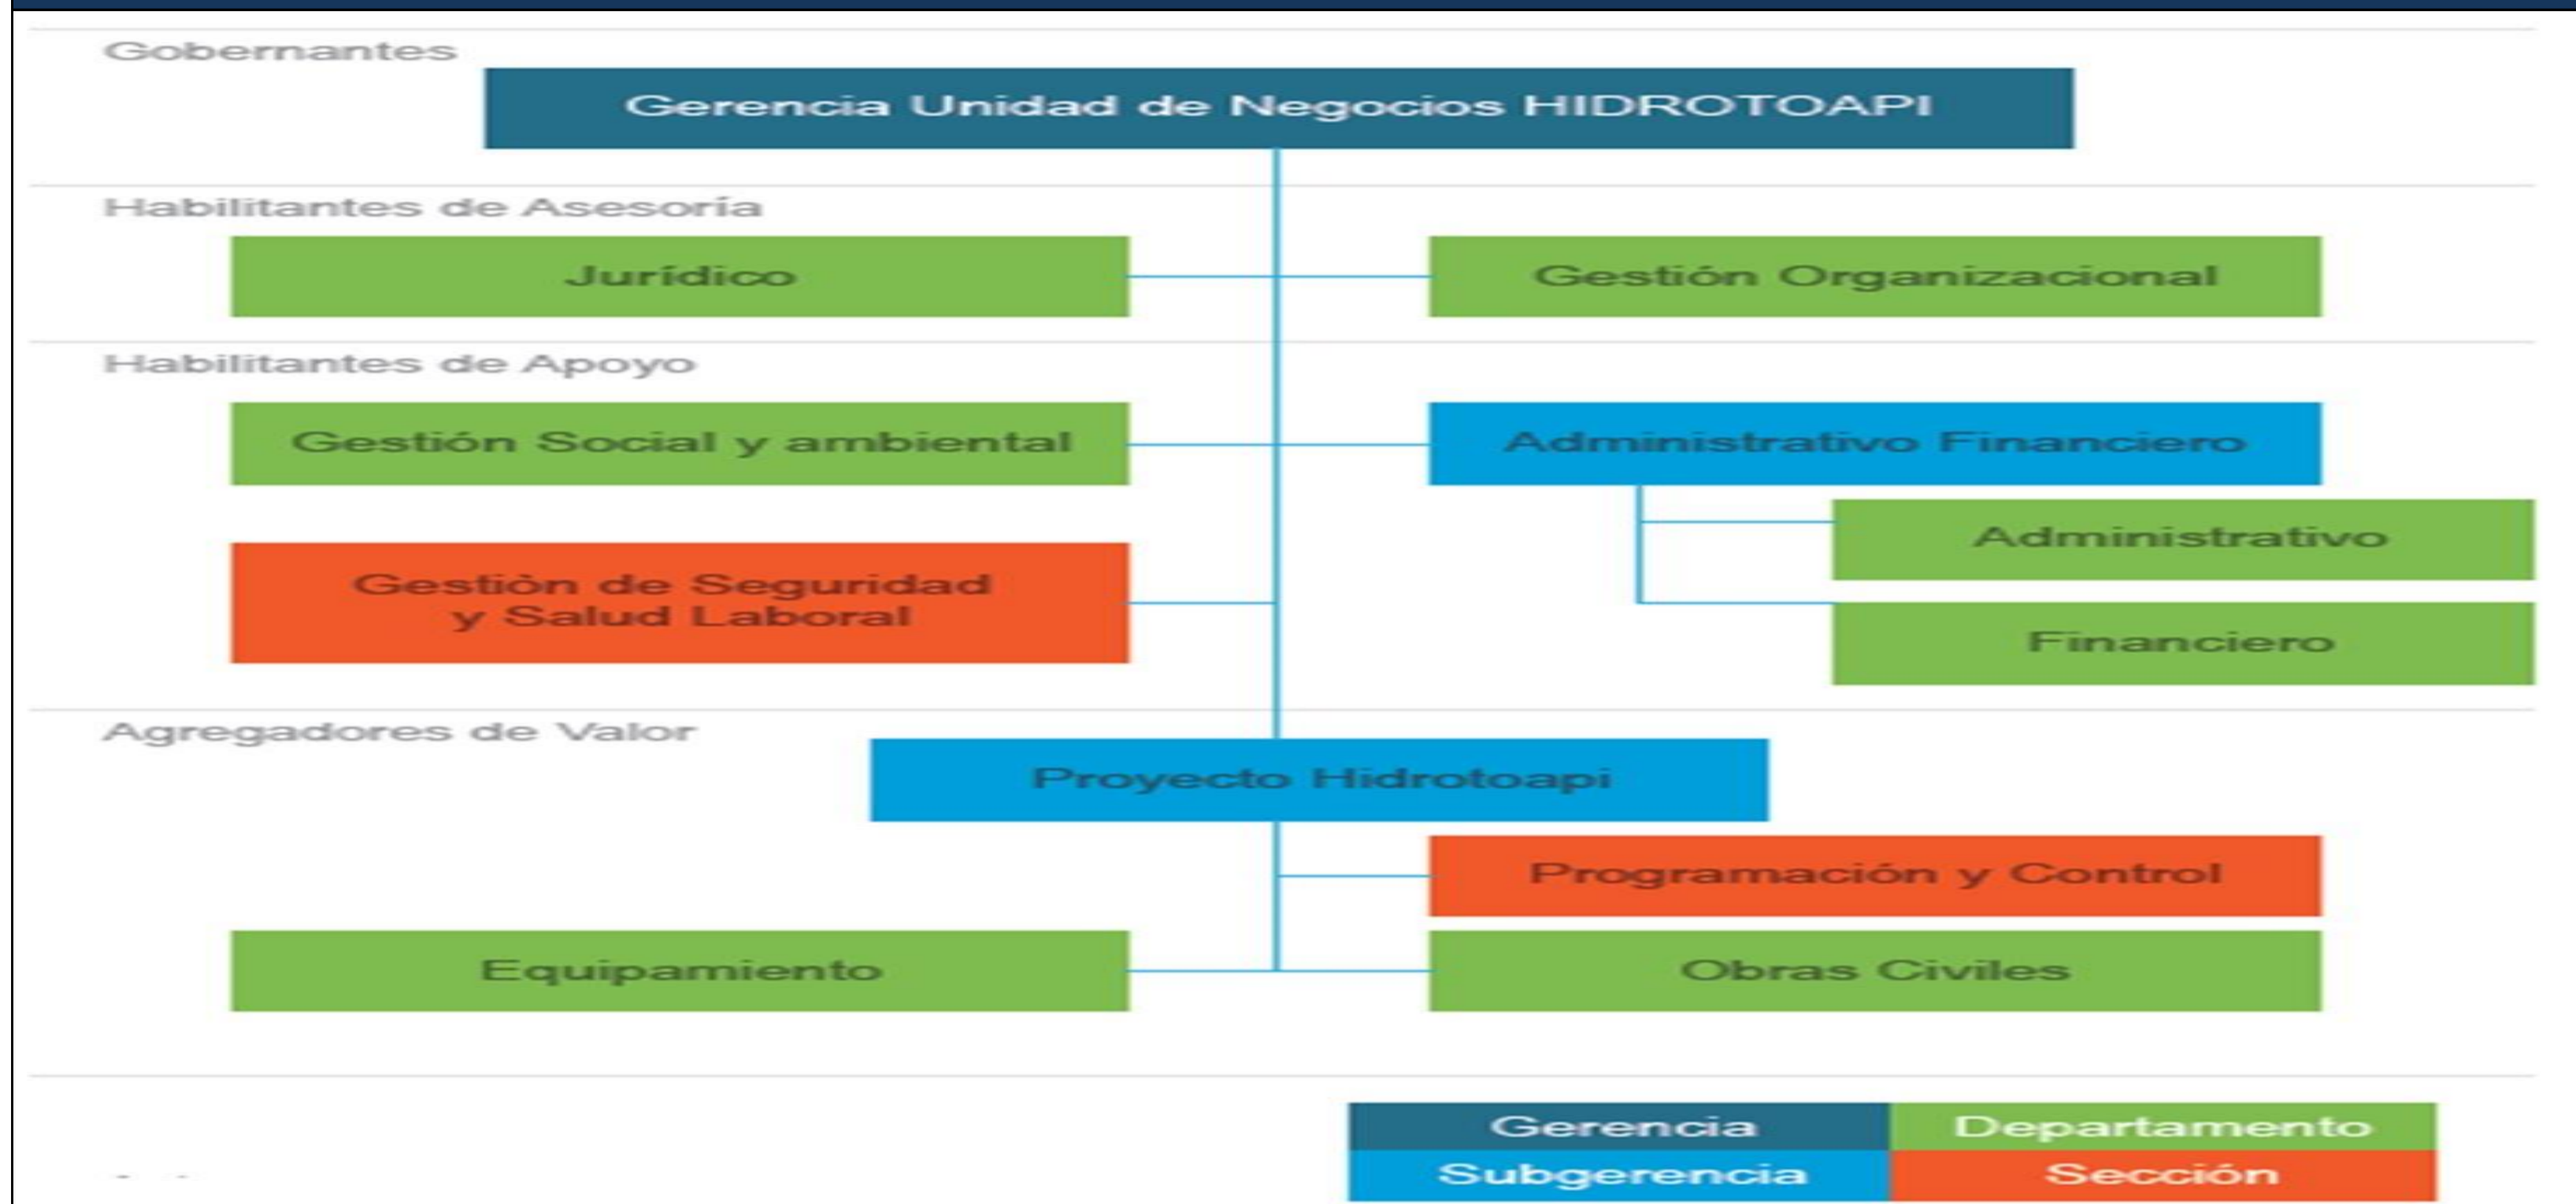 Gobernantes
Gerencia Unidad de Negocios HIDROTOAPI
Habilitantes de Asesoría
Jurídico
Gestión Organizacional
Habilitantes de Apoyo
Gestión Social y ambiental
Administrativo Financiero
Administrativo
Gestiòn de Seguridad
y Salud Laboral
Financiero
Agregadores de Valor
Proyecto Hidrotoapi
Programación y Control
Equipamiento
Obras Civiles
Gerencia
Departamento
Subgerencia
Sección